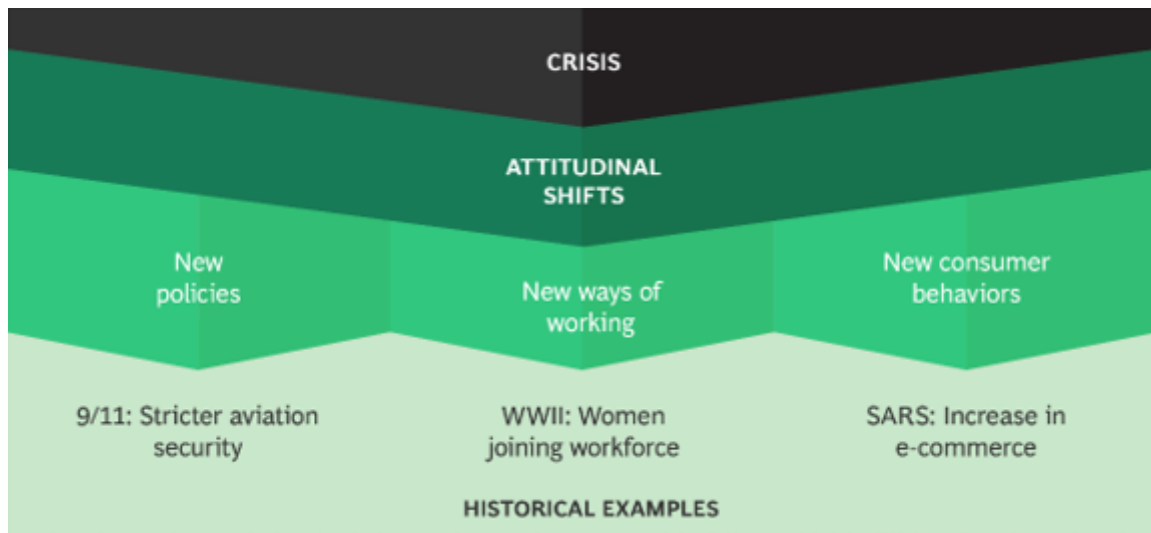 CRISIS
ATTITUDINAL
SHIFTS
New
policies
New ways of
working
New consumer
behaviors
9/11: Stricter aviation
security
WWII: Women
joining workforce
SARS: Increase in
e-commerce
HISTORICAL EXAMPLES